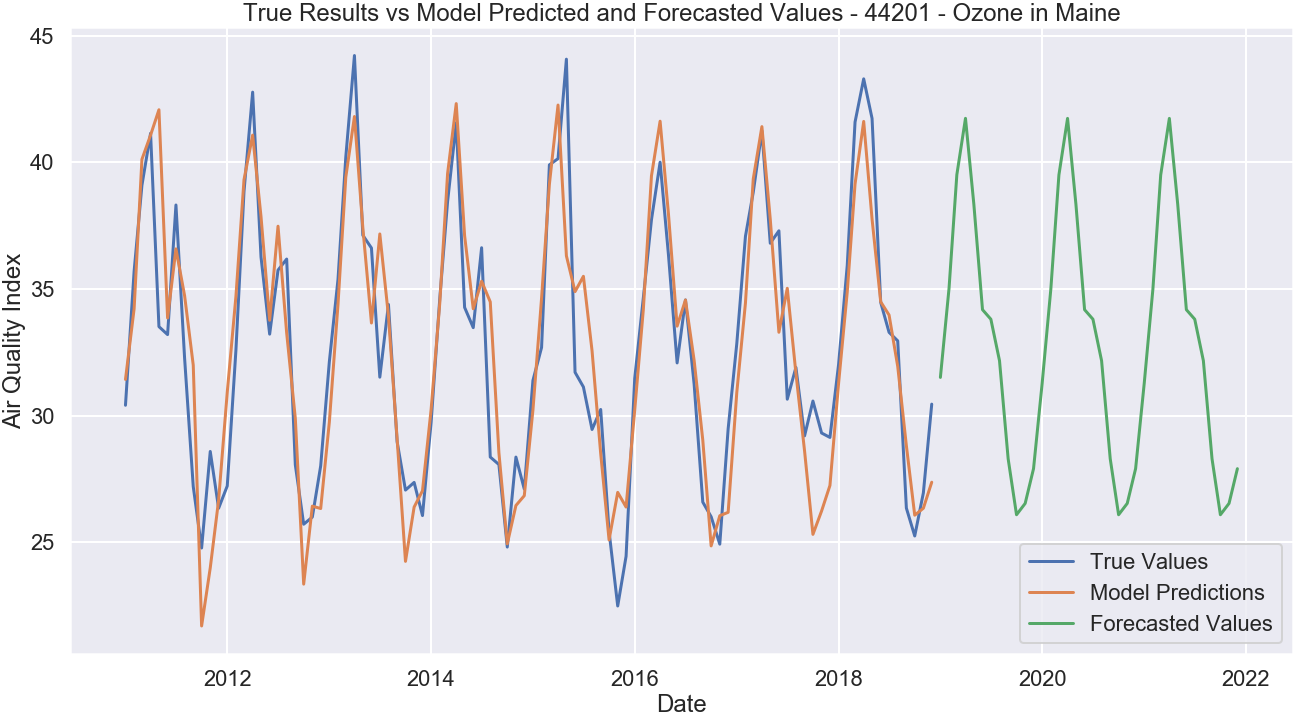 True Results vs Model Predicted and Forecasted Values - 44201 - Ozone in Maine
45
40
35
30
25
Air Quality Index
2012
2014
2016
2018
2020
2022
Date
True Values
Model Predictions
Forecasted Values